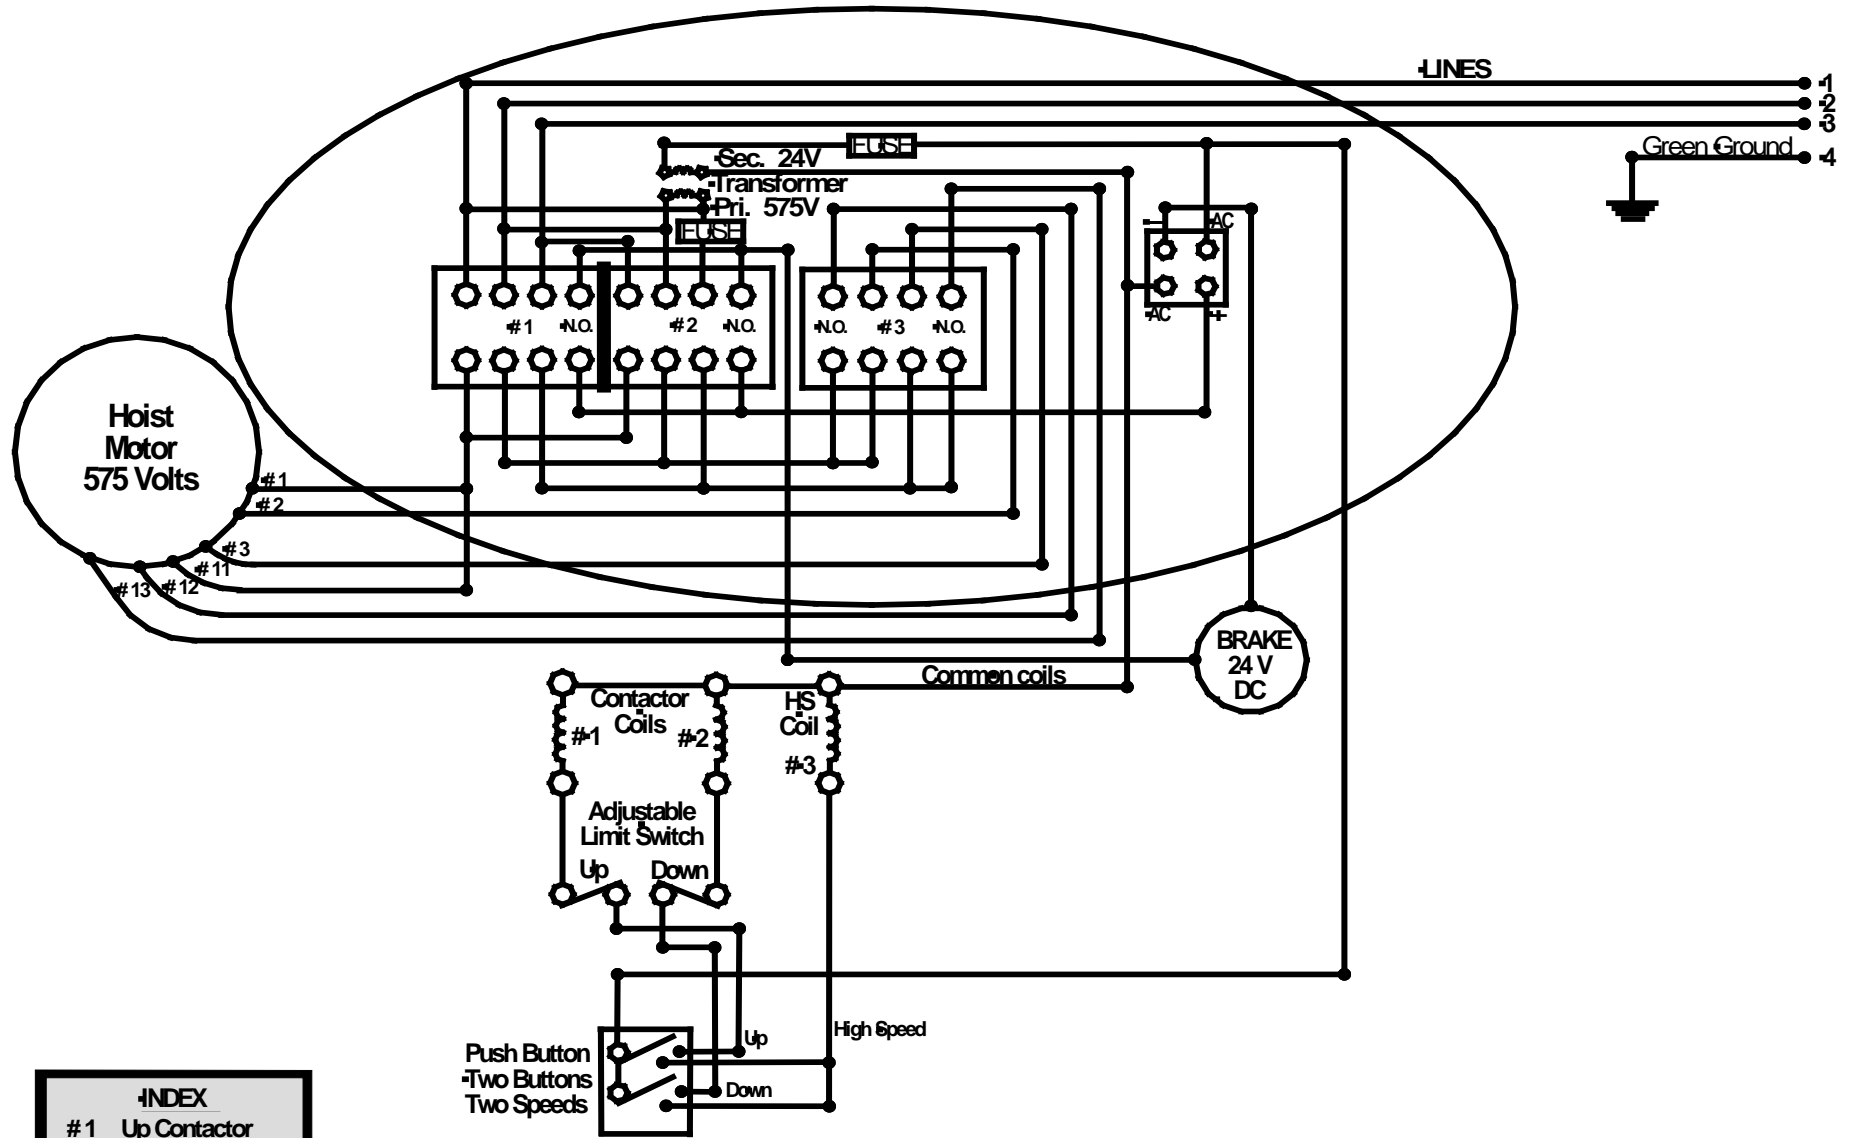 LINES
1
2
3
Green Ground
4
FUSE
Sec. 24V
Transformer
Pri. 575V
FUSE
- AC
#1 N.O. #2 N.O. N.O. #3 N.O.
AC +
Hoist
Motor
575 Volts
#1
#2
#3
#11
#12
#13
BRAKE
24 V
DC
Common coils
Contactor
Coils
#1
#2
HS
Coil
#3
Adjustable
Limit Switch
Up Down
High Speed
Up
Down
Push Button
Two Buttons
Two Speeds
INDEX
#1 Up Contactor